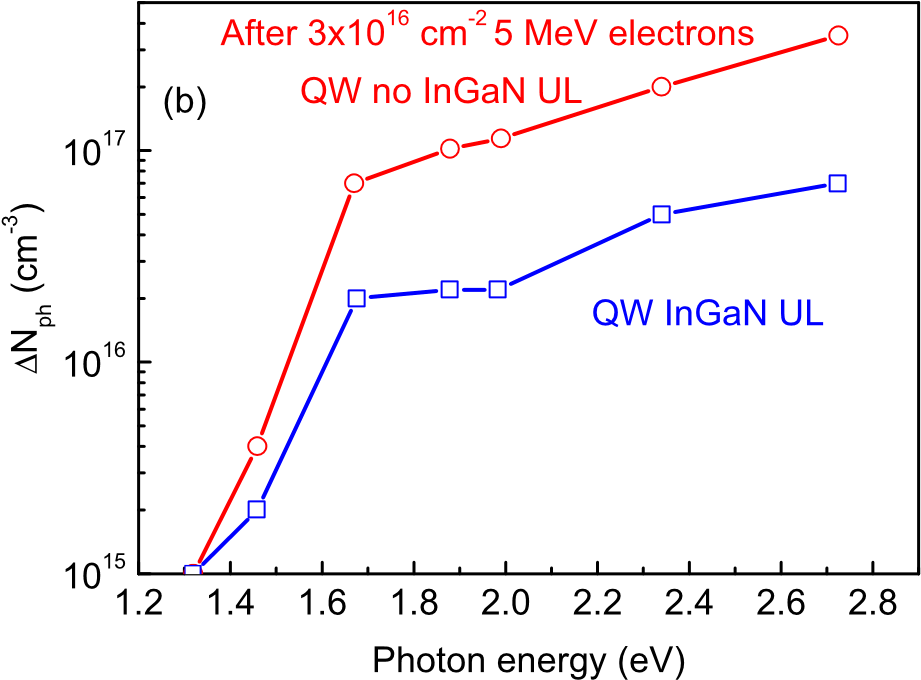 After 3x10¹⁶ cm⁻² 5 MeV electrons
QW no InGaN UL
(b)
10¹⁷
ΔNₚₕ (cm⁻³)
QW InGaN UL
10¹⁶
10¹⁵
1.2 1.4 1.6 1.8 2.0 2.2 2.4 2.6 2.8
Photon energy (eV)